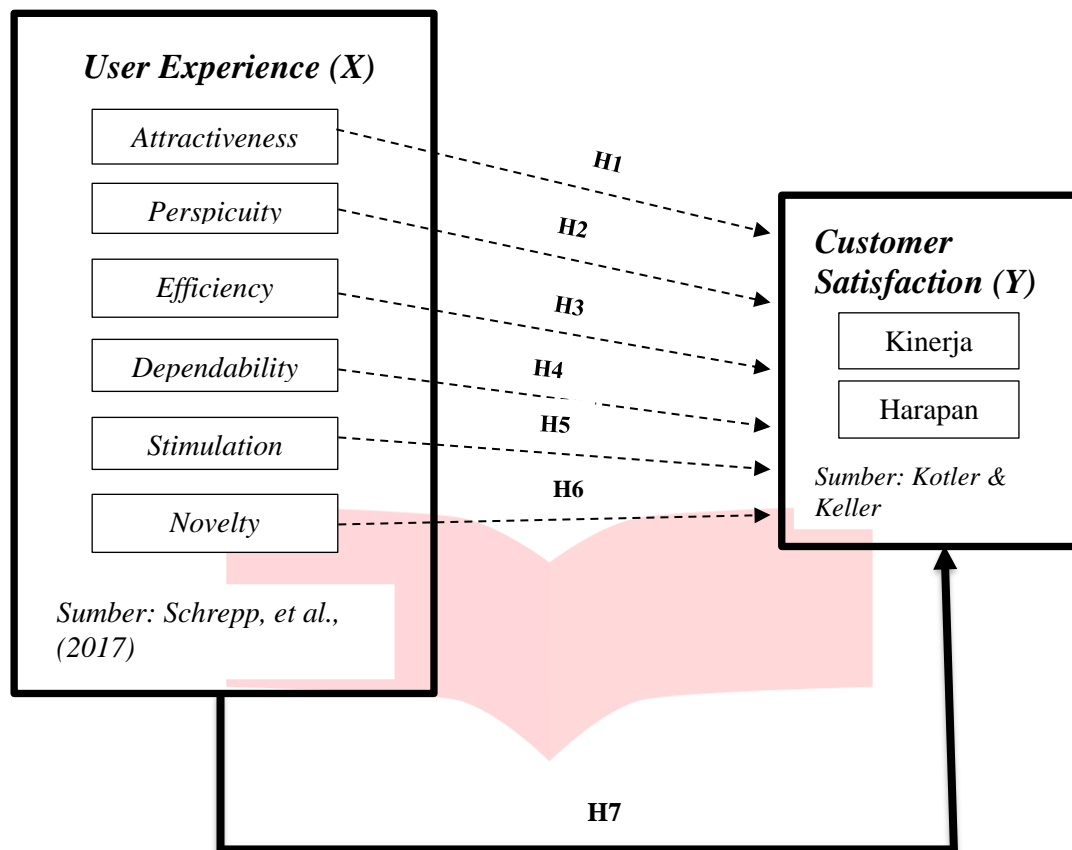 User Experience (X)
Attractiveness
Perspicuity
Efficiency
Dependability
Stimulation
Novelty
Sumber: Schrepp, et al.,
(2017)
H1
H2
H3
H4
H5
H6
Customer
Satisfaction (Y)
Kinerja
Harapan
Sumber: Kotler &
Keller
H7